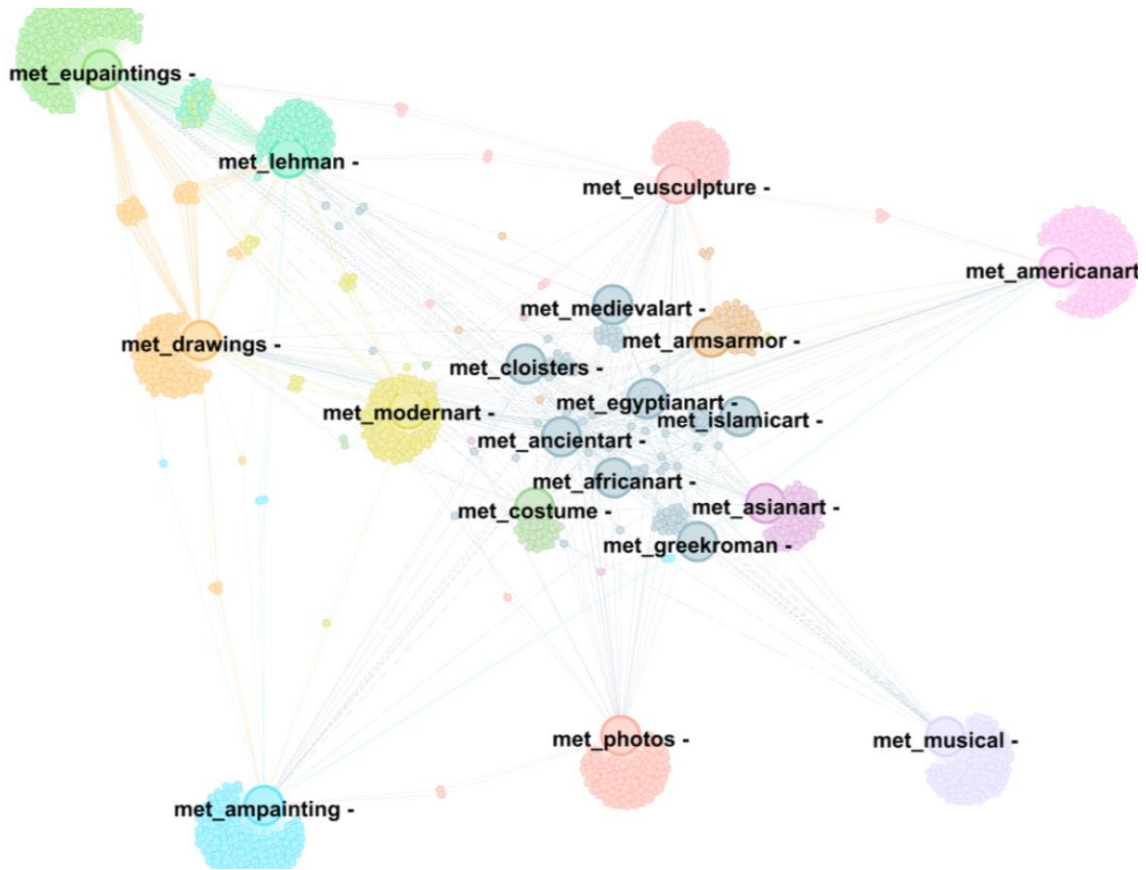 met_eupaintings -
met_lehman -
met_eusculpture -
met_americanart
met_medievalart -
met_drawings -
met_armsarmor -
met_cloisters -
met_egyptianart -
met_modernart -
met_islamicart -
met_ancientart -
met_africanart -
met_costume -
met_asianart -
met_greekroman -
met_photos -
met_musical -
met_ampainting -